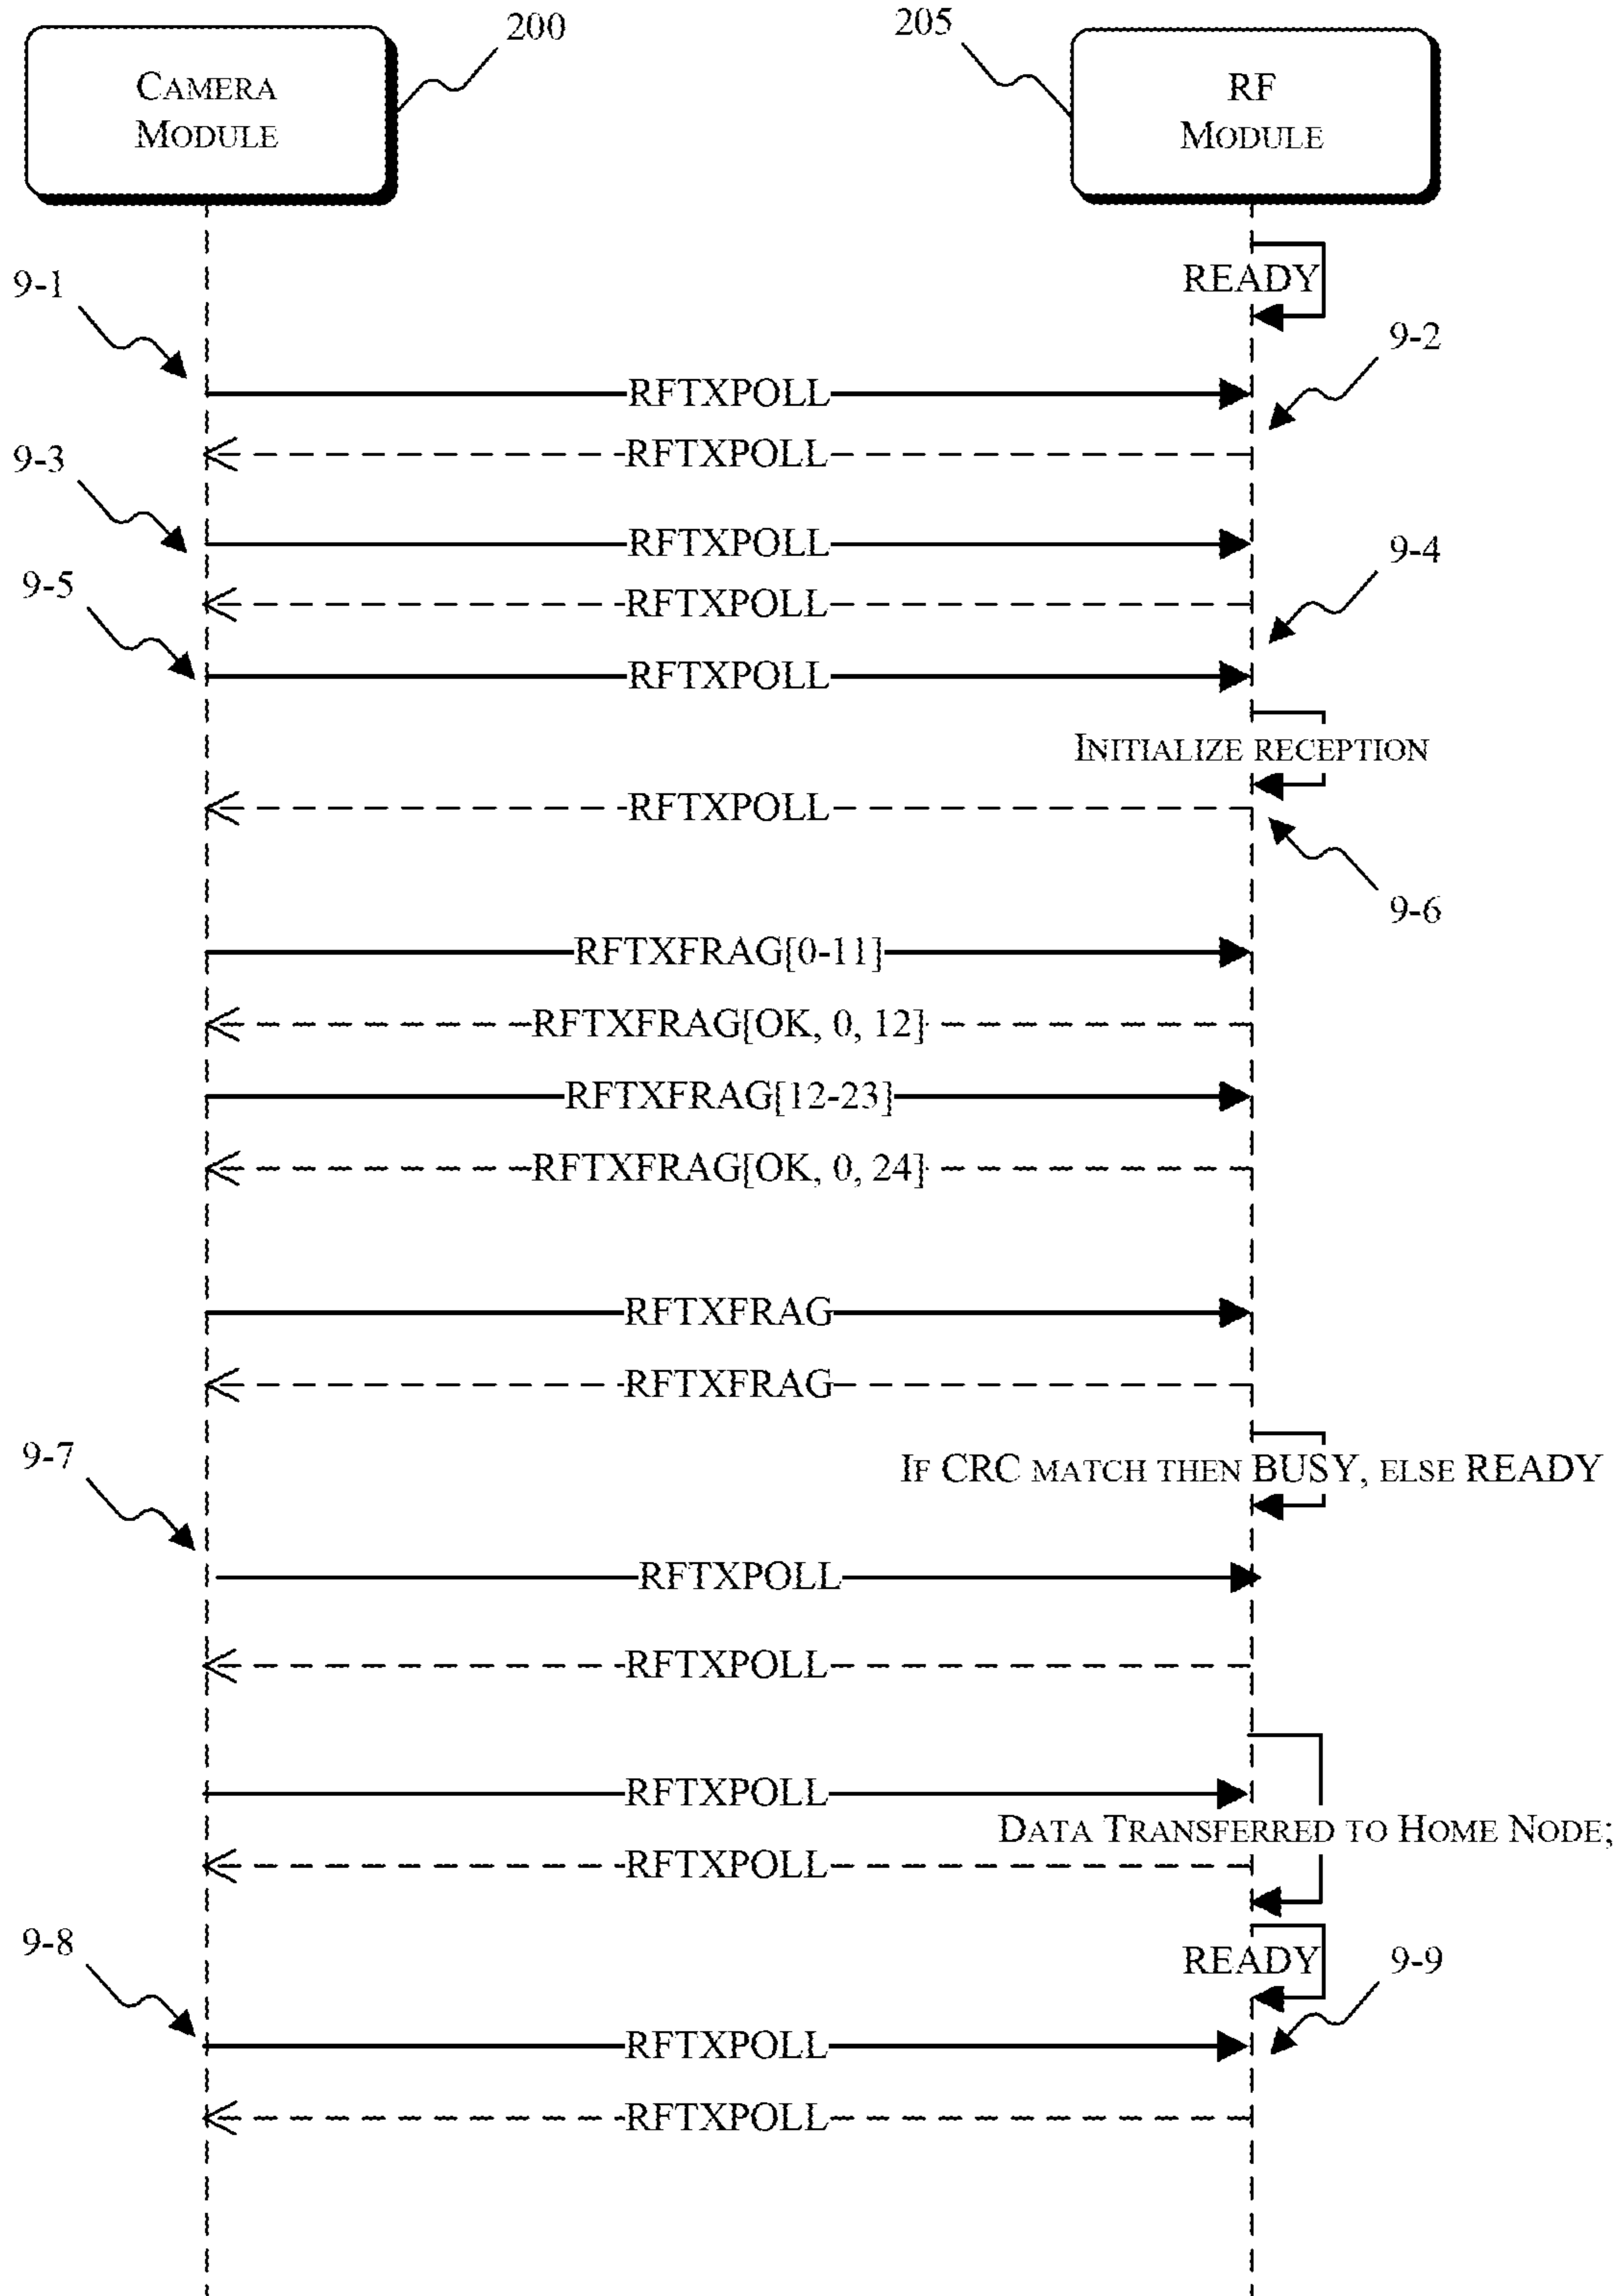 200
205
CAMERA
MODULE
RF
MODULE
READY
9-1
9-2
RFTXPOLL
RFTXPOLL
9-3
RFTXPOLL
9-4
9-5
RFTXPOLL
RFTXPOLL
INITIALIZE RECEPTION
RFTXPOLL
9-6
RFTXFRAG[0-11]
RFTXFRAG[OK, 0, 12]
RFTXFRAG[12-23]
RFTXFRAG[OK, 0, 24]
RFTXFRAG
RFTXFRAG
9-7
IF CRC MATCH THEN BUSY, ELSE READY
RFTXPOLL
RFTXPOLL
RFTXPOLL
DATA TRANSFERRED TO HOME NODE;
RFTXPOLL
9-8
READY
9-9
RFTXPOLL
RFTXPOLL